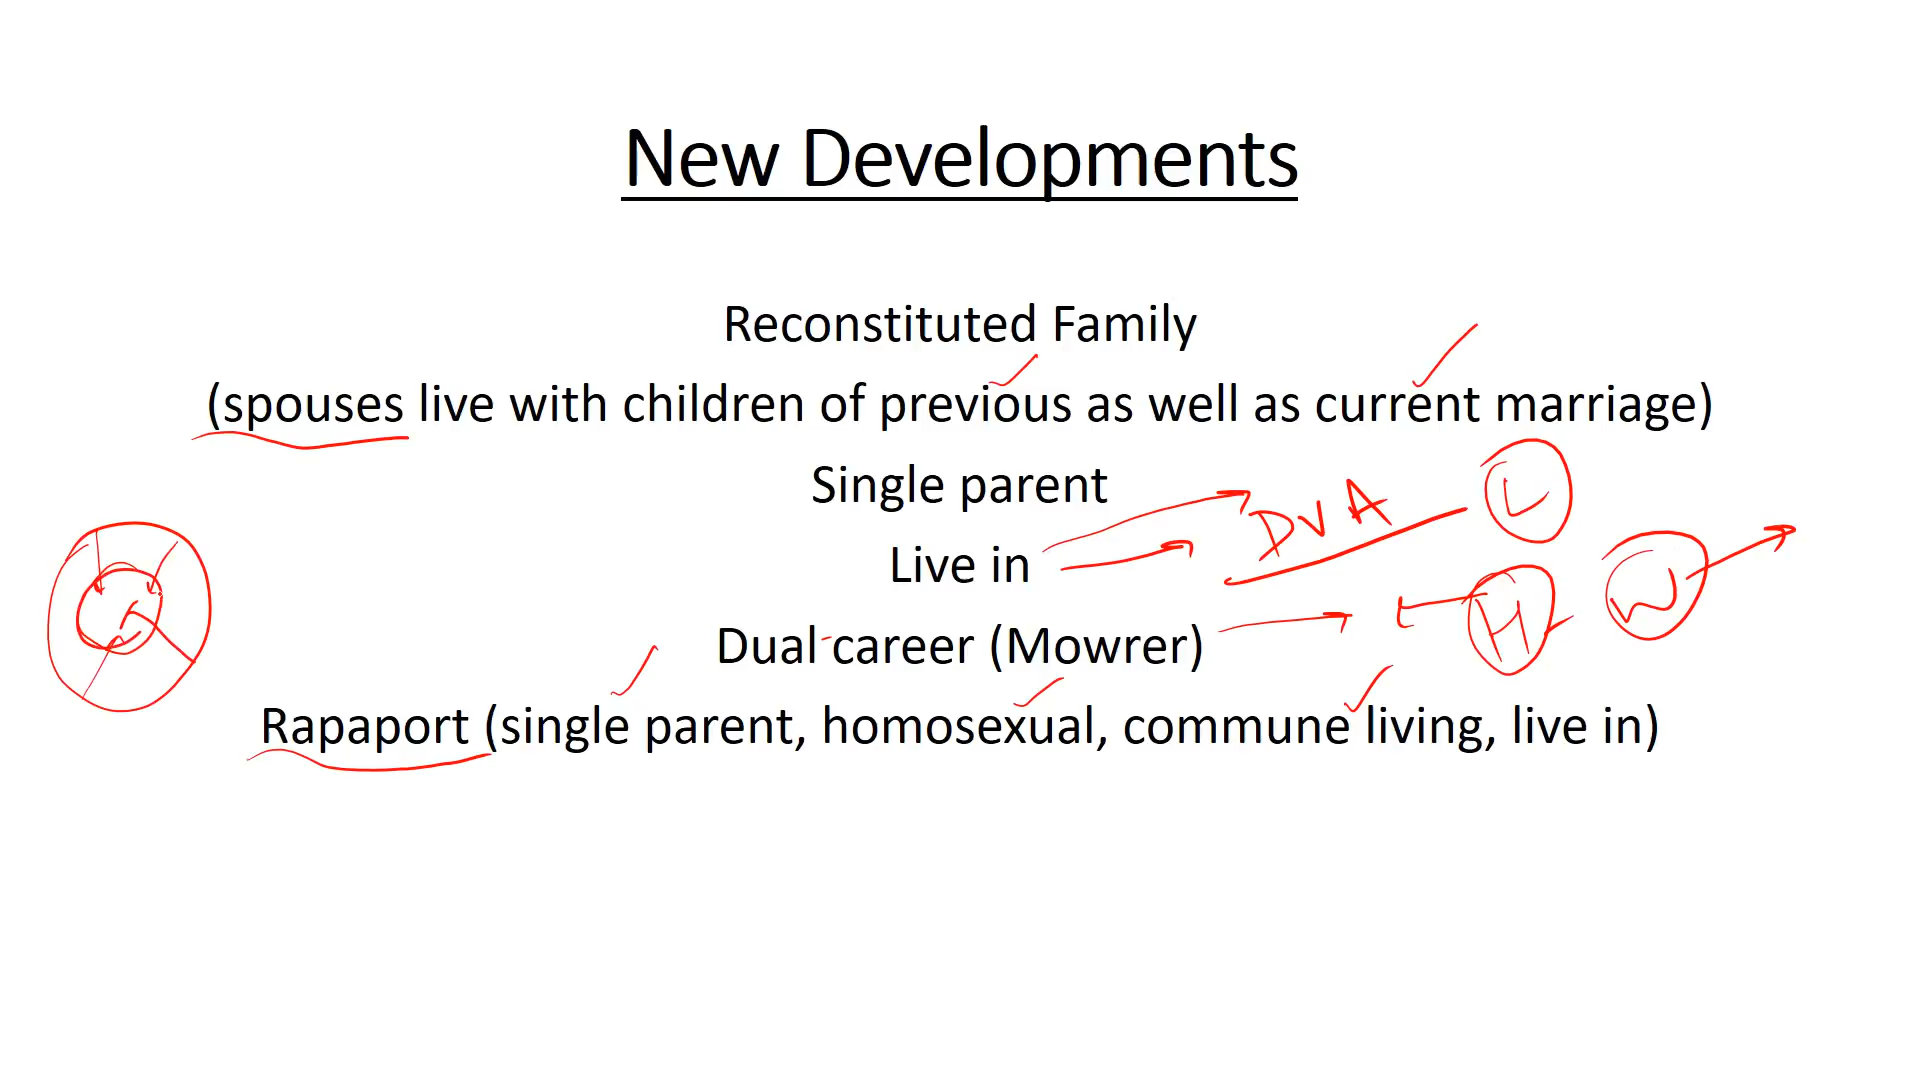 New Developments
Reconstituted Family
(spouses live with children of previous as well as current marriage)
Single parent
DVA
L
Live in
H
W
Dual career (Mowrer)
Rapaport (single parent, homosexual, commune living, live in)